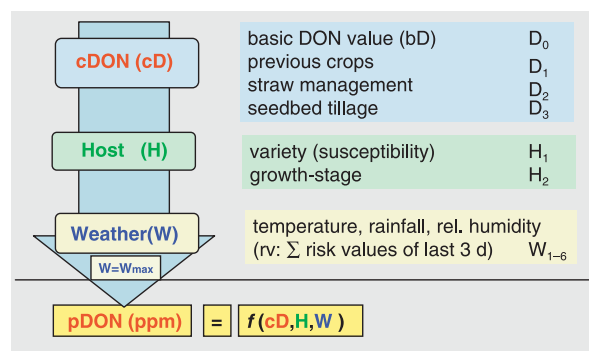 cDON (cD)
basic DON value (bD) D0
previous crops D1
straw management D2
seedbed tillage D3
Host (H)
variety (susceptibility) H1
growth-stage H2
Weather(W)
temperature, rainfall, rel. humidity
(rv: ∑ risk values of last 3 d) W1–6
W=Wmax
pDON (ppm) = f(cD,H,W )